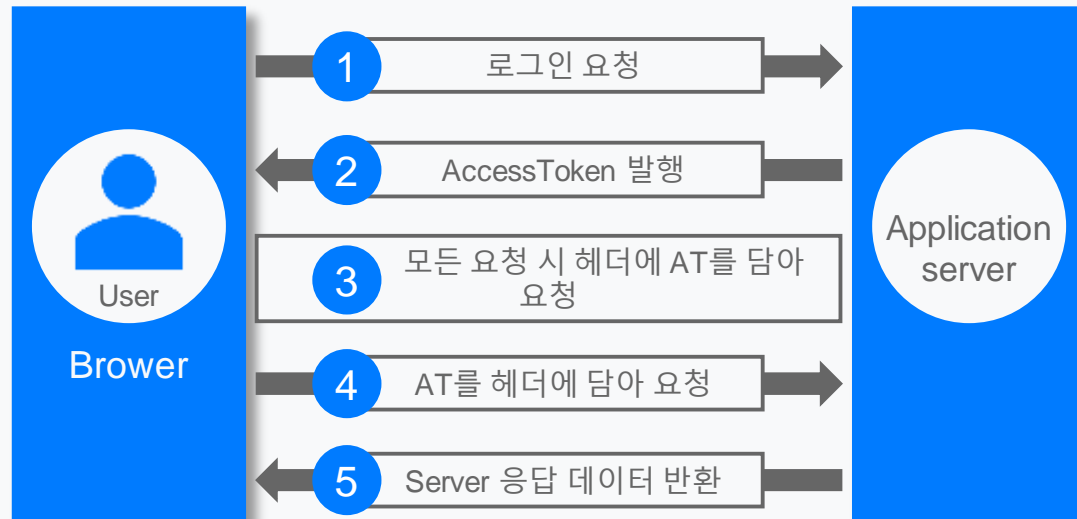 1
로그인 요청
2
AccessToken 발행
3
모든 요청 시 헤더에 AT를 담아
요청
User
Brower
Application
server
4
AT를 헤더에 담아 요청
5
Server 응답 데이터 반환